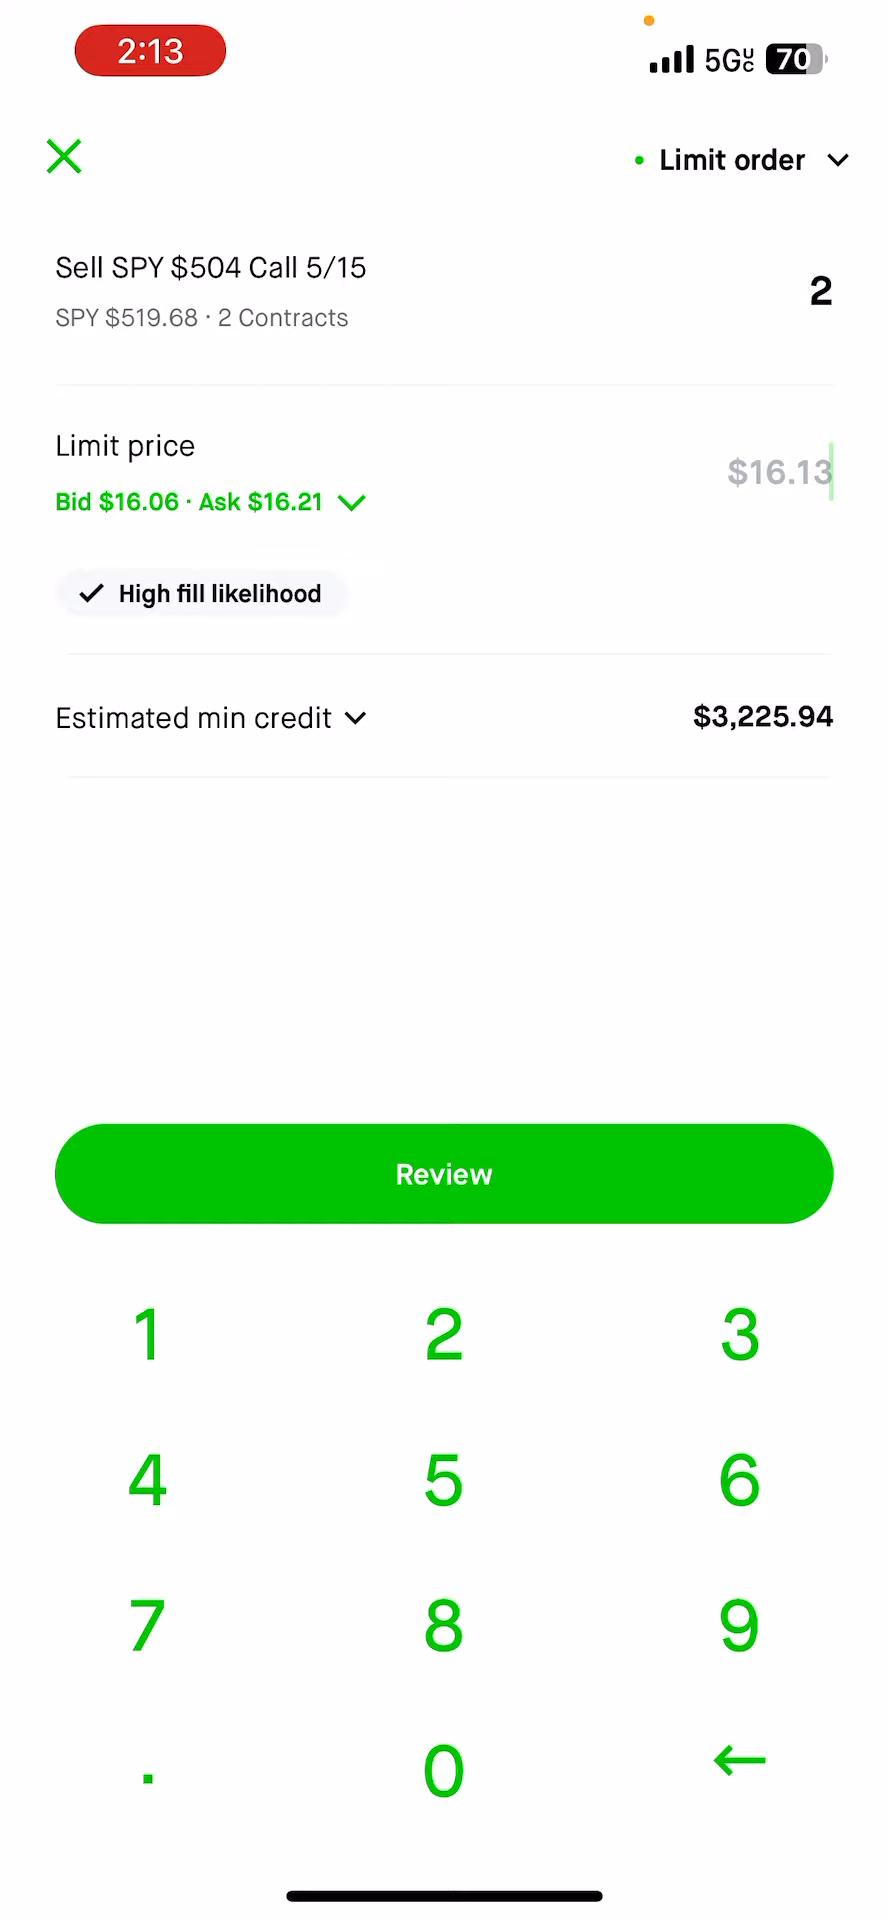 2:13
5GUC 70
Limit order
Sell SPY $504 Call 5/15
SPY $519.68 · 2 Contracts
2
Limit price
Bid $16.06 · Ask $16.21
$16.13
High fill likelihood
Estimated min credit
$3,225.94
Review
1 2 3
4 5 6
7 8 9
. 0